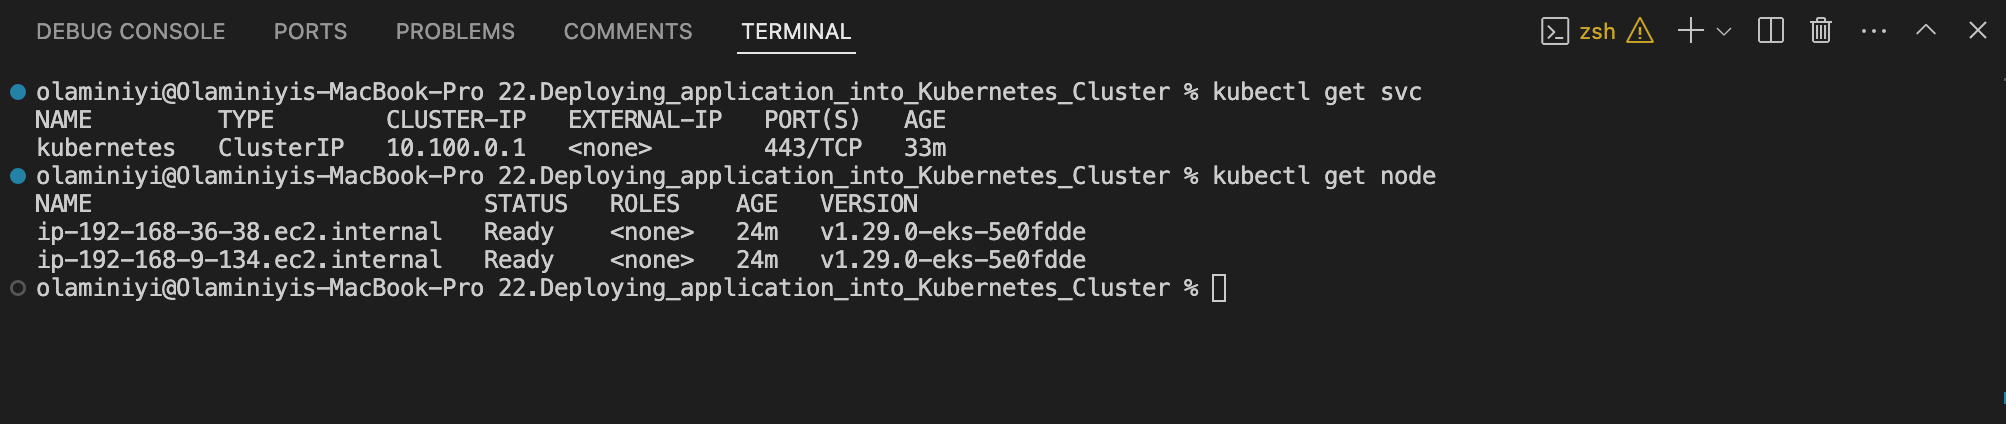 DEBUG CONSOLE PORTS PROBLEMS COMMENTS TERMINAL zsh
olaminiyi@Olaminiyis-MacBook-Pro 22.Deploying_application_into_Kubernetes_Cluster % kubectl get svc
NAME TYPE CLUSTER-IP EXTERNAL-IP PORT(S) AGE
kubernetes ClusterIP 10.100.0.1 <none> 443/TCP 33m
olaminiyi@Olaminiyis-MacBook-Pro 22.Deploying_application_into_Kubernetes_Cluster % kubectl get node
NAME STATUS ROLES AGE VERSION
ip-192-168-36-38.ec2.internal Ready <none> 24m v1.29.0-eks-5e0fdde
ip-192-168-9-134.ec2.internal Ready <none> 24m v1.29.0-eks-5e0fdde
olaminiyi@Olaminiyis-MacBook-Pro 22.Deploying_application_into_Kubernetes_Cluster %